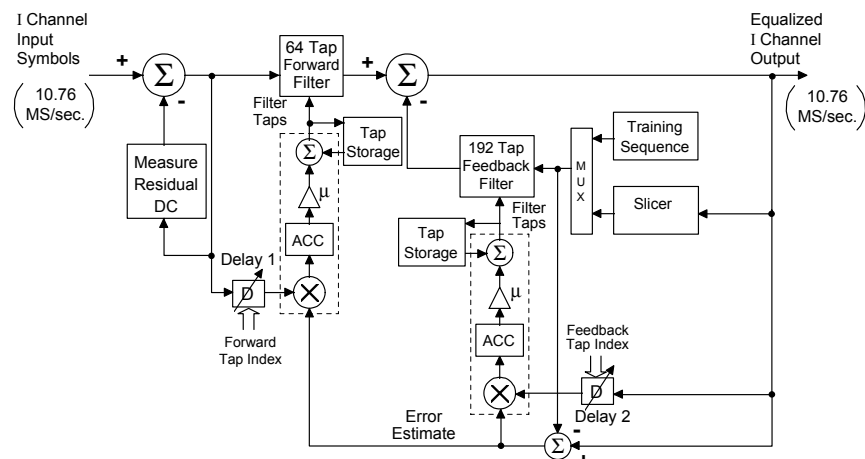 I Channel
Input
Symbols
+
Σ
-
(10.76
MS/sec.)
64 Tap
Forward
Filter
+
Σ
-
Equalized
I Channel
Output
(10.76
MS/sec.)
Filter
Taps
Tap
Storage
Σ
μ
ACC
Measure
Residual
DC
Delay 1
D
Forward
Tap Index
192 Tap
Feedback
Filter
M
U
X
Training
Sequence
Slicer
Filter
Taps
Tap
Storage
Σ
μ
ACC
Feedback
Tap Index
D
Delay 2
Error
Estimate
Σ
-
+